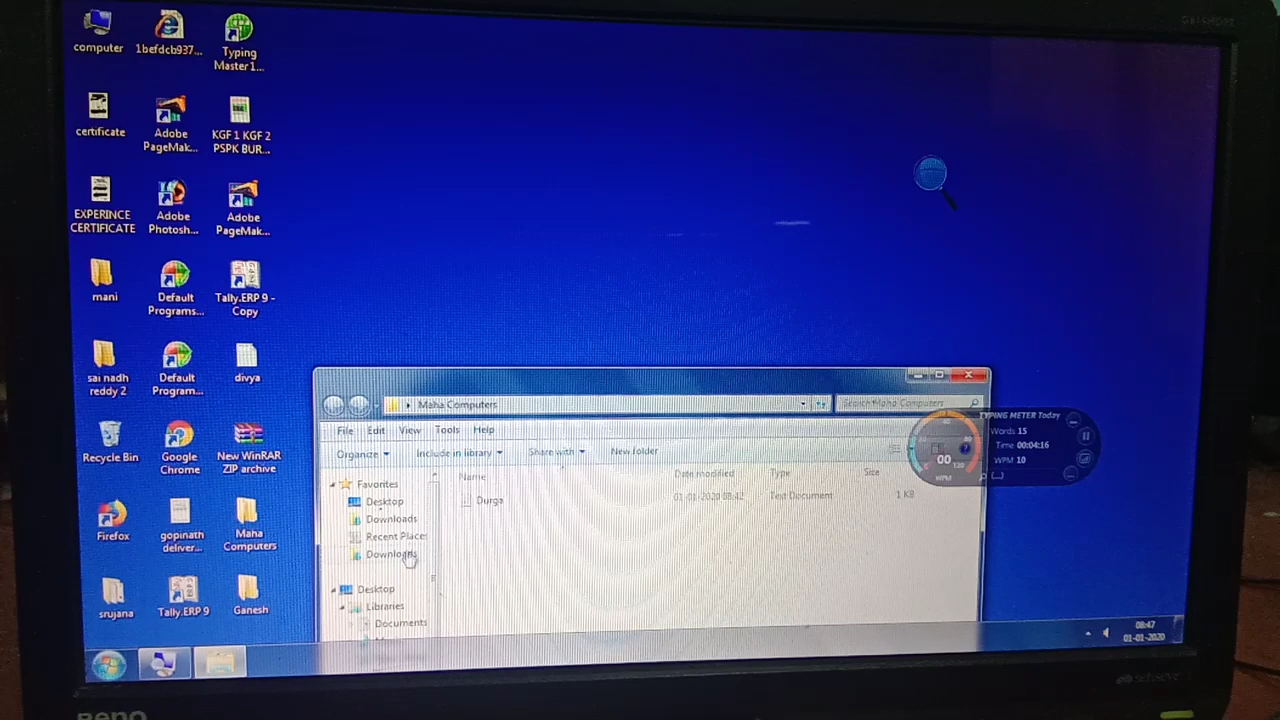 computer
1befdcb937...
Typing
Master 1...
certificate
Adobe
PageMak...
KGF 1 KGF 2
PSPK BUR...
EXPERINCE
CERTIFICATE
Adobe
Photosh...
Adobe
PageMak...
mani
Default
Programs...
Tally.ERP 9 -
Copy
sai nadh
reddy 2
Default
Program...
divya
Recycle Bin
Google
Chrome
New WinRAR
ZIP archive
Firefox
gopinath
deliver...
Maha
Computers
srujana
Tally.ERP 9
Ganesh
Maha Computers
Search Maha Computers
File Edit View Tools Help
Organize Include in library Share with New folder
Name Date modified Type Size
Durga 01-01-2020 08:42 Text Document 1 KB
Favorites
Desktop
Downloads
Recent Places
Downloads
Desktop
Libraries
Documents
TYPING METER Today
Words 15
Time 00:04:16
WPM 10
00
WPM
08:47
01-01-2020
BenQ